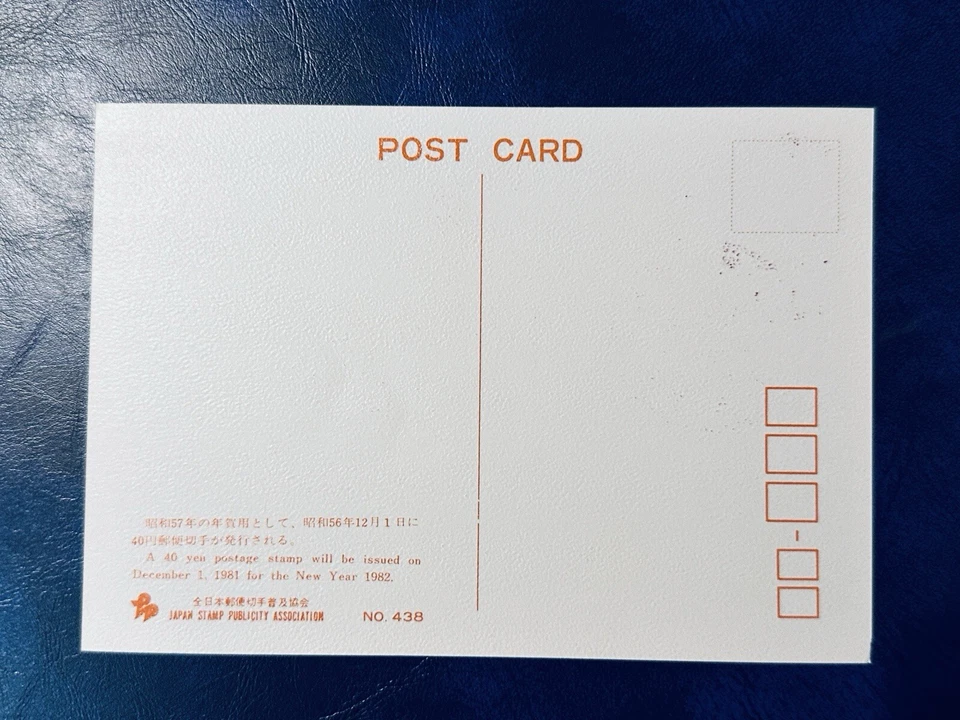 POST CARD
昭和57年の年賀用として、昭和56年12月1日に
40円郵便切手が発行される。
A 40 yen postage stamp will be issued on
December 1, 1981 for the New Year 1982.
全日本郵便切手普及協会
JAPAN STAMP PUBLICITY ASSOCIATION
NO. 438